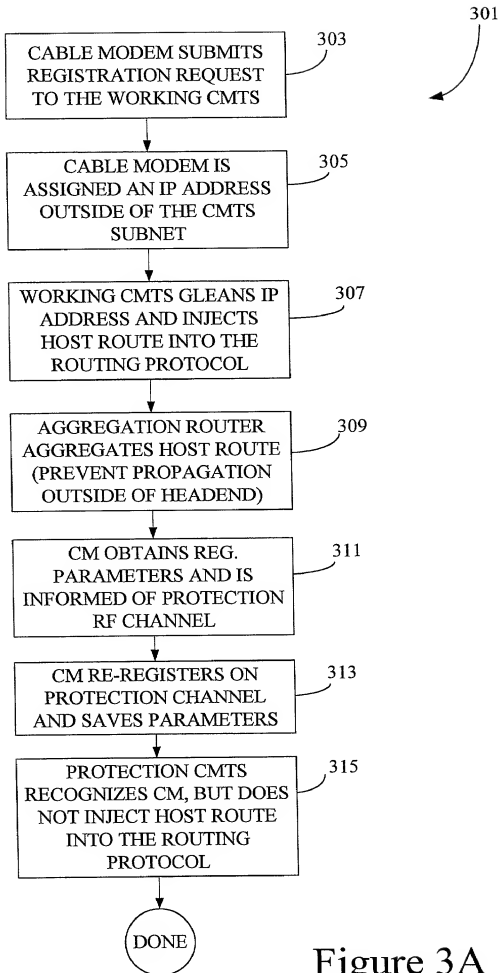 301
303
CABLE MODEM SUBMITS
REGISTRATION REQUEST
TO THE WORKING CMTS
305
CABLE MODEM IS
ASSIGNED AN IP ADDRESS
OUTSIDE OF THE CMTS
SUBNET
307
WORKING CMTS GLEANS IP
ADDRESS AND INJECTS
HOST ROUTE INTO THE
ROUTING PROTOCOL
309
AGGREGATION ROUTER
AGGREGATES HOST ROUTE
(PREVENT PROPAGATION
OUTSIDE OF HEADEND)
311
CM OBTAINS REG.
PARAMETERS AND IS
INFORMED OF PROTECTION
RF CHANNEL
313
CM RE-REGISTERS ON
PROTECTION CHANNEL
AND SAVES PARAMETERS
315
PROTECTION CMTS
RECOGNIZES CM, BUT DOES
NOT INJECT HOST ROUTE
INTO THE ROUTING
PROTOCOL
DONE
Figure 3A